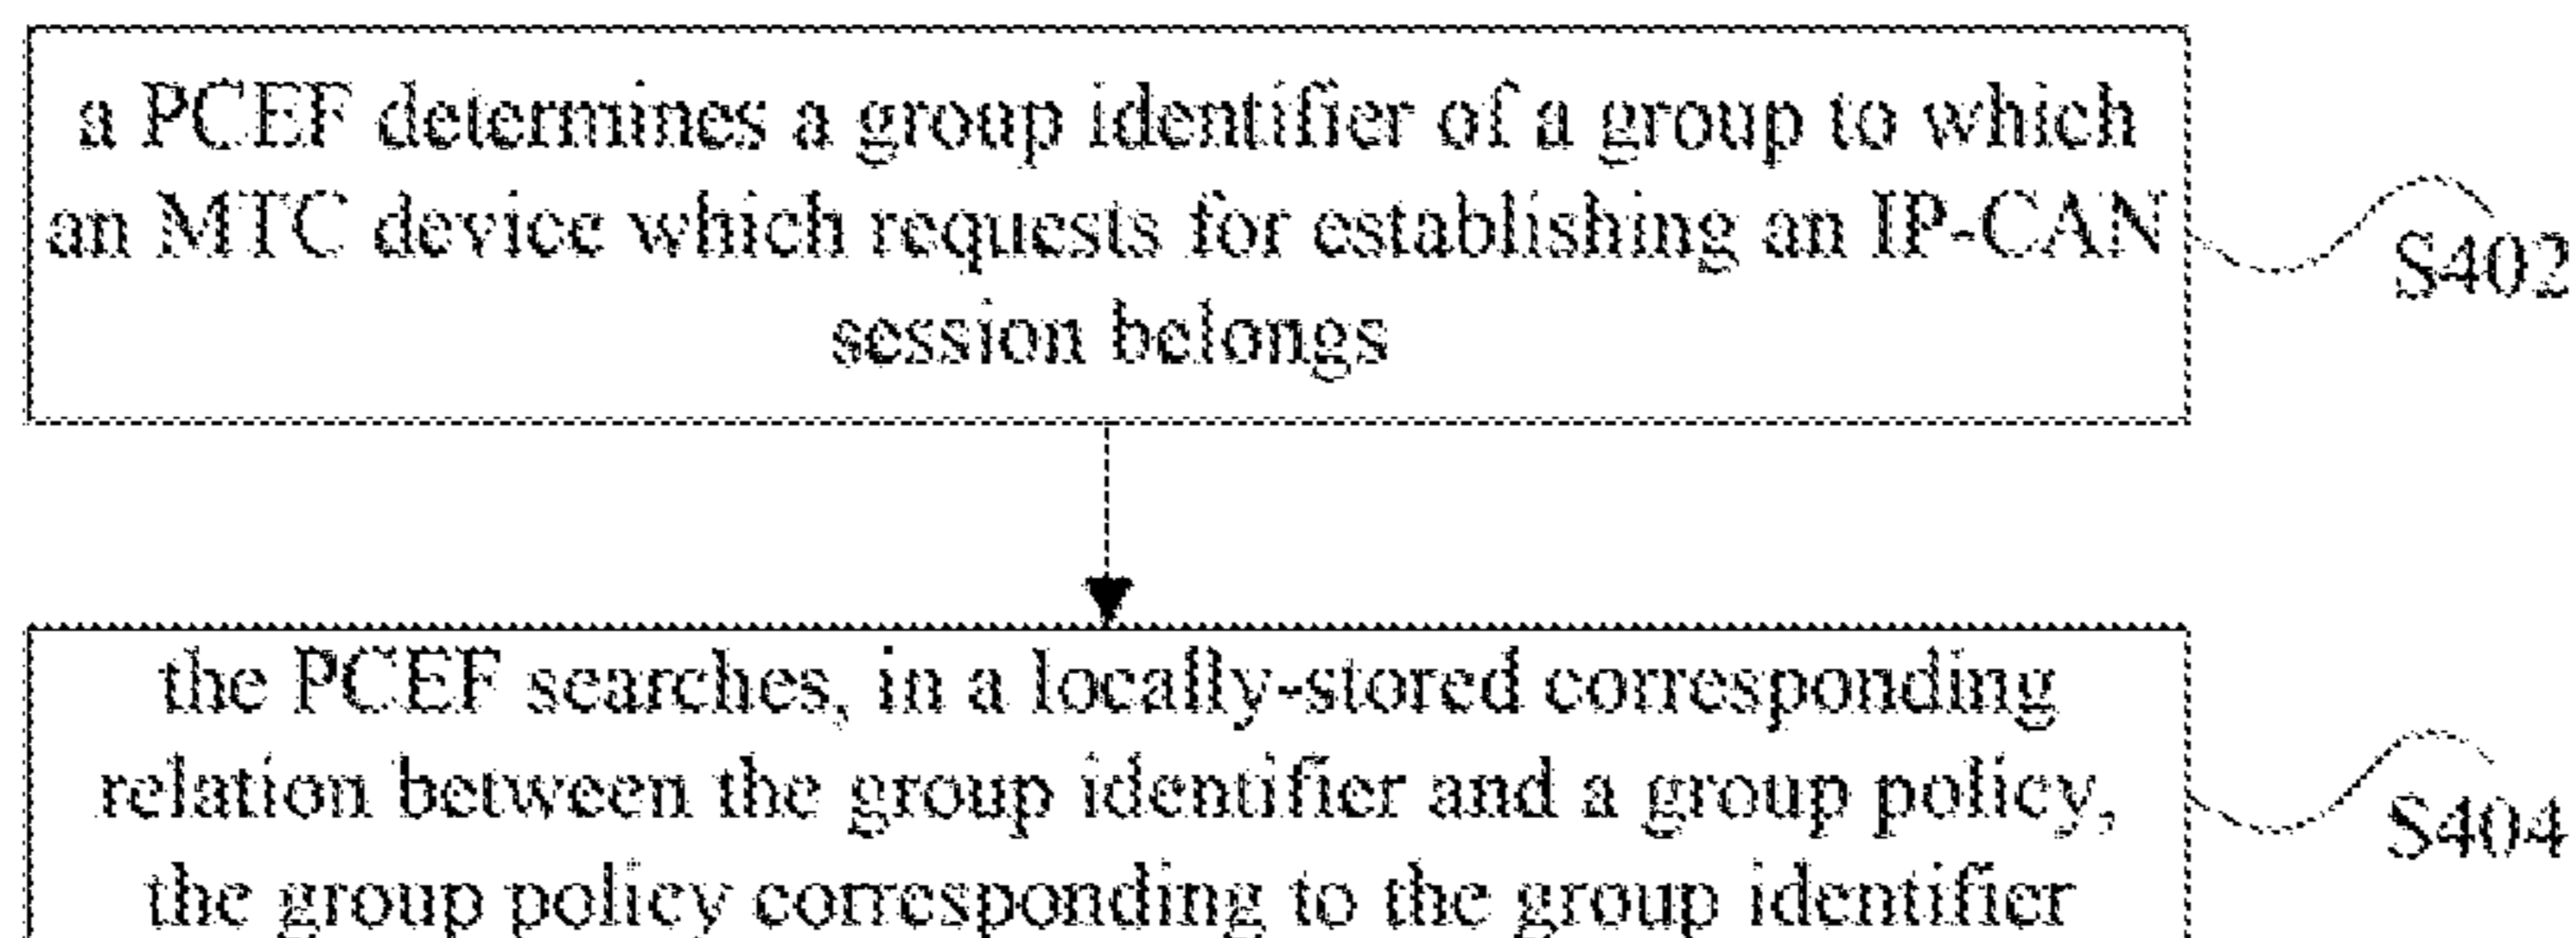 a PCEF determines a group identifier of a group to which
an MTC device which requests for establishing an IP-CAN
session belongs
S402
the PCEF searches, in a locally-stored corresponding
relation between the group identifier and a group policy,
the group policy corresponding to the group identifier
S404